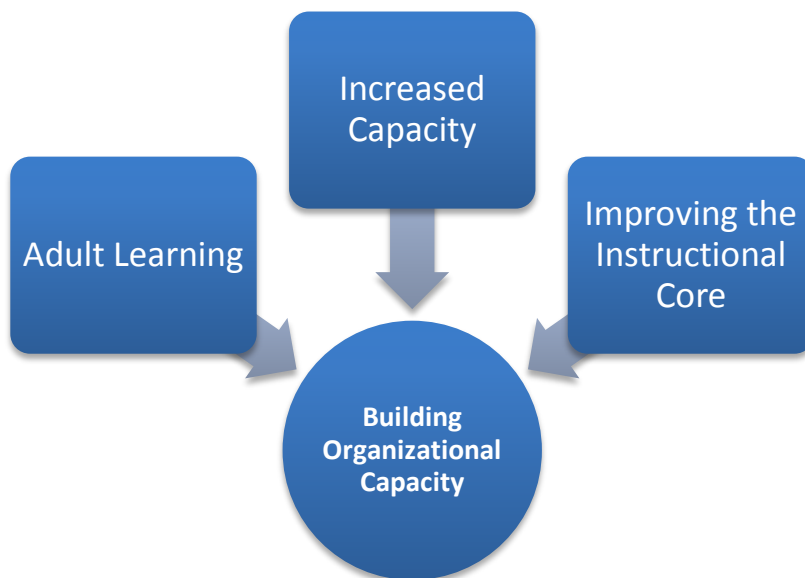 Increased
Capacity
Adult Learning
Improving the
Instructional
Core
Building
Organizational
Capacity